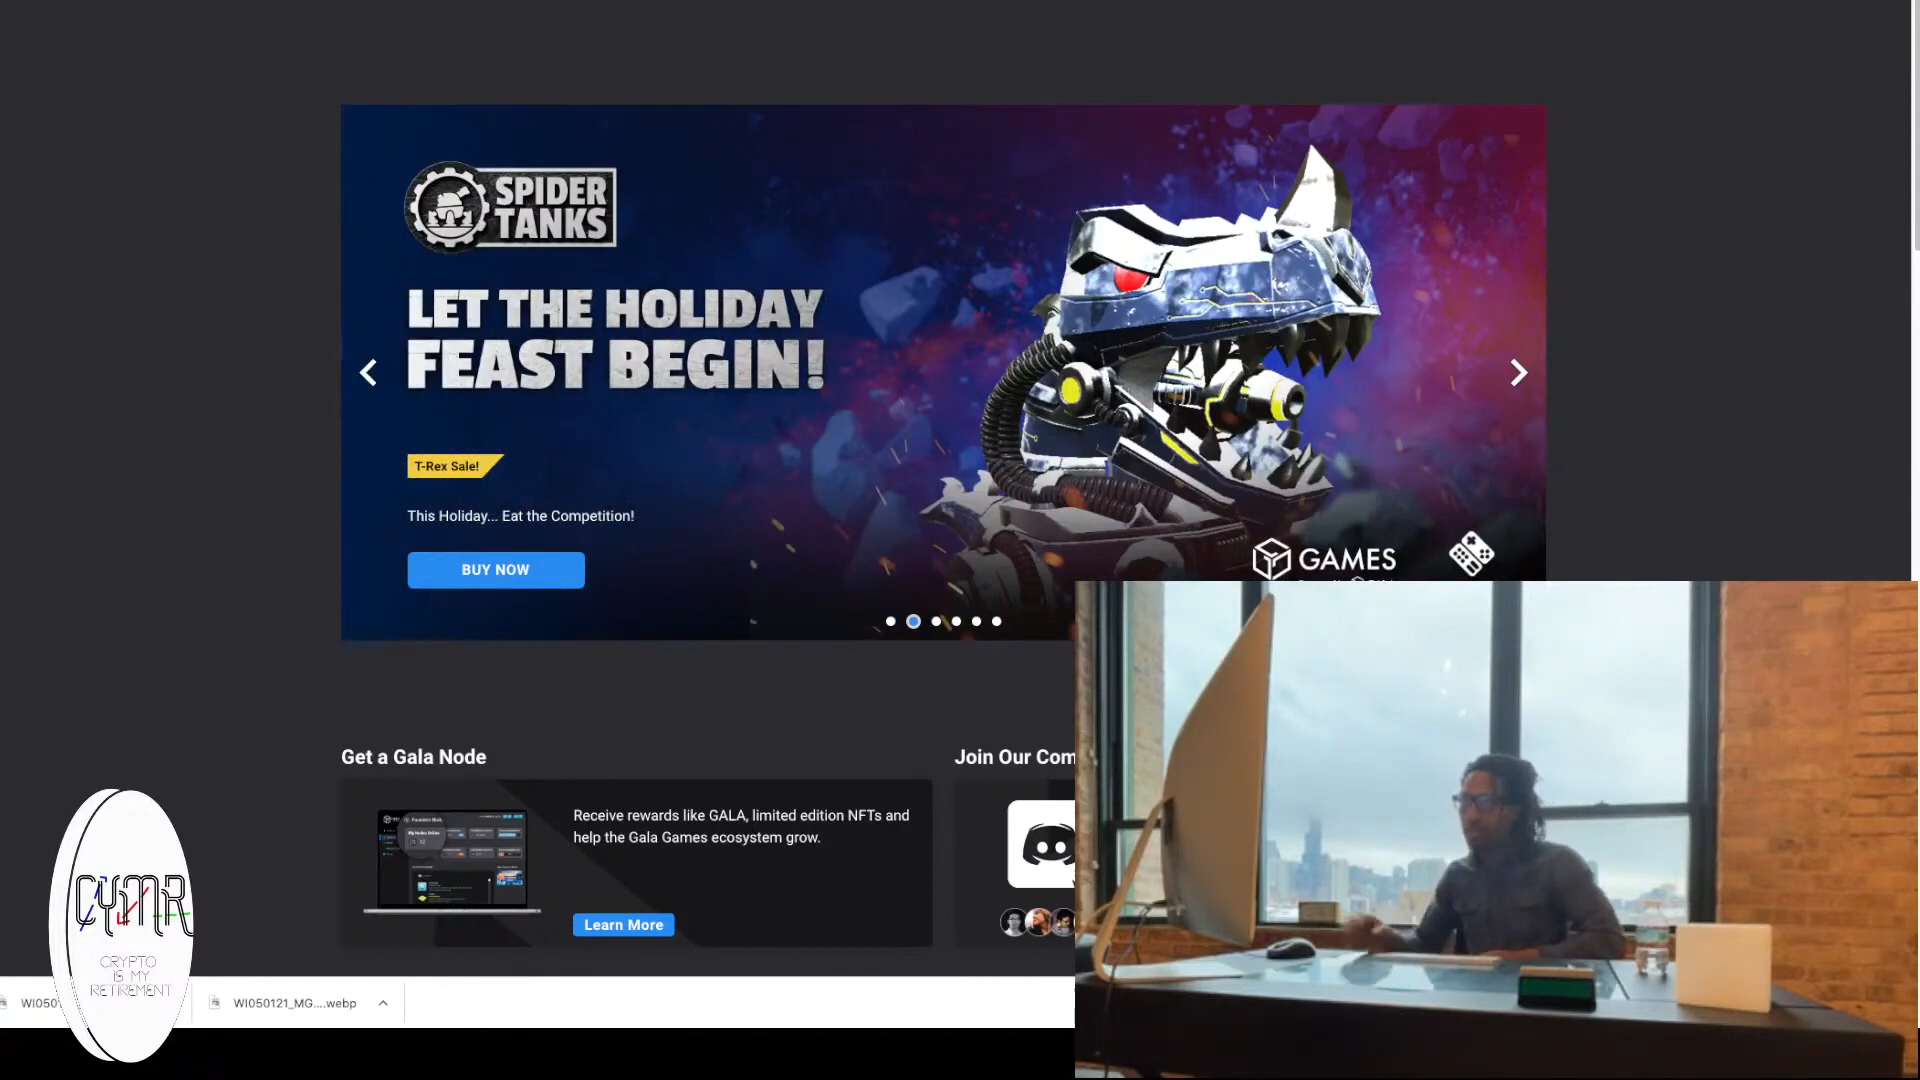 SPIDER
TANKS
LET THE HOLIDAY
FEAST BEGIN!
T-Rex Sale!
This Holiday... Eat the Competition!
BUY NOW
GAMES
Get a Gala Node
Receive rewards like GALA, limited edition NFTs and
help the Gala Games ecosystem grow.
Learn More
Join Our Com
CYMR
CRYPTO
IS MY
RETIREMENT
WI050
WI050121_MG....webp